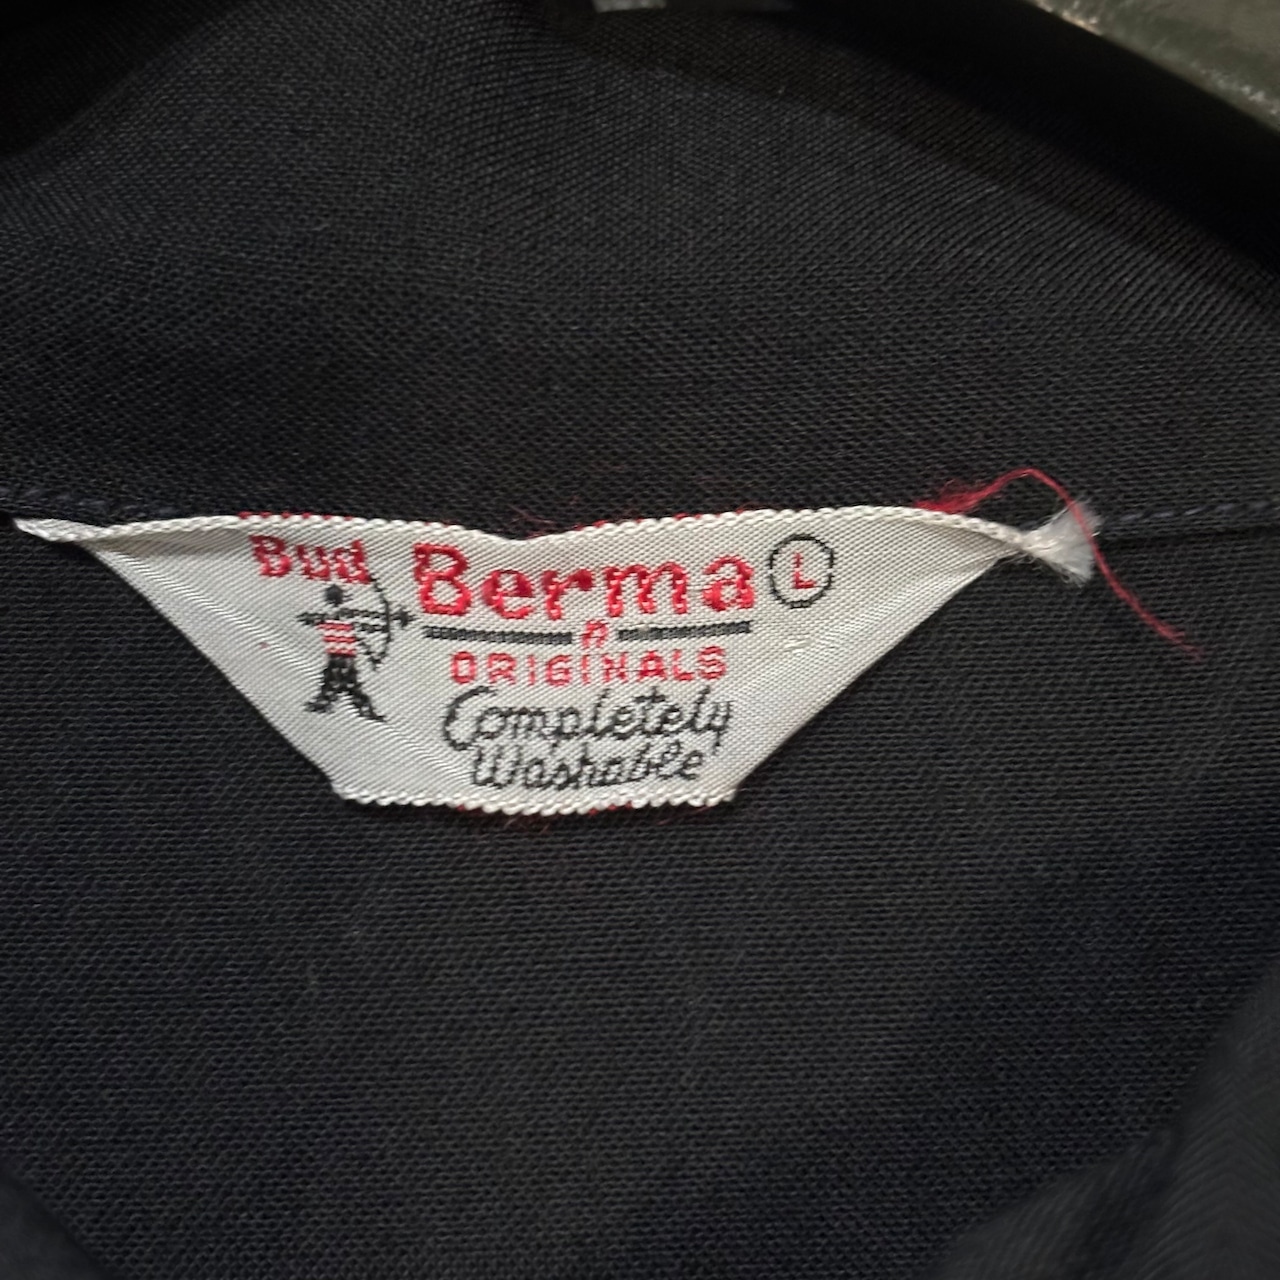 Bud Berma L
n
ORIGINALS
Completely
Washable